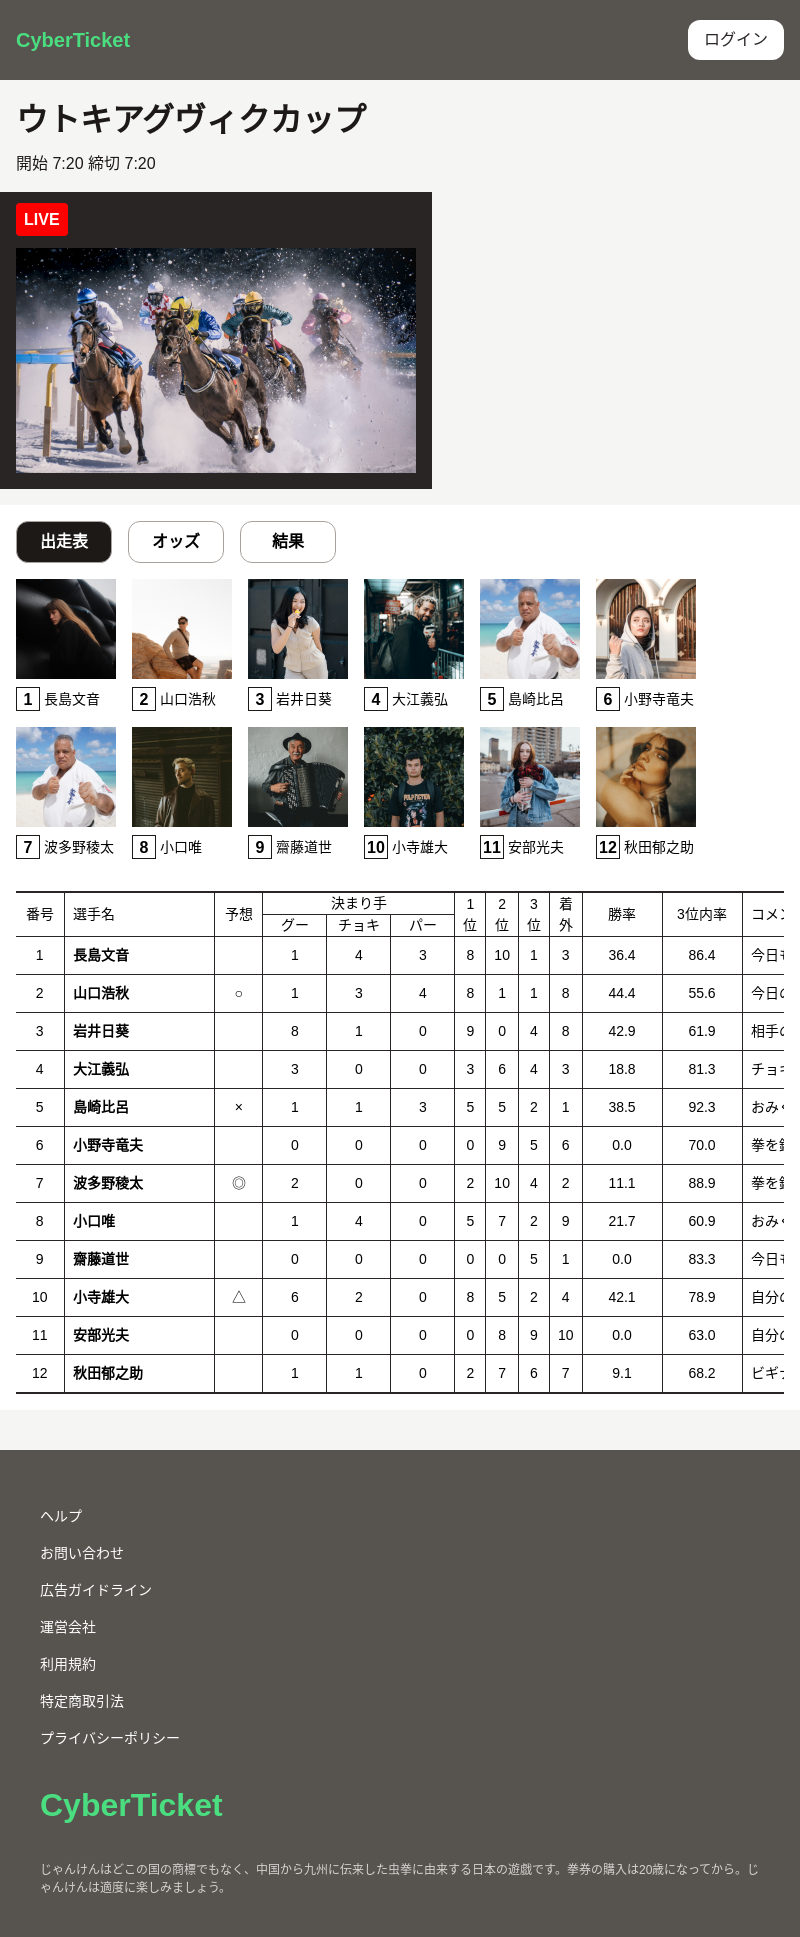 CyberTicket
ログイン
ウトキアグヴィクカップ
開始 7:20 締切 7:20
LIVE
出走表 オッズ 結果
1 長島文音 2 山口浩秋 3 岩井日葵 4 大江義弘 5 島崎比呂 6 小野寺竜夫
7 波多野稜太 8 小口唯 9 齋藤道世 10 小寺雄大 11 安部光夫 12 秋田郁之助
番号 選手名 予想 決まり手 グー チョキ パー 1位 2位 3位 着外 勝率 3位内率 コメン
1 長島文音 1 4 3 8 10 1 3 36.4 86.4 今日も
2 山口浩秋 ○ 1 3 4 8 1 1 8 44.4 55.6 今日の
3 岩井日葵 8 1 0 9 0 4 8 42.9 61.9 相手の
4 大江義弘 3 0 0 3 6 4 3 18.8 81.3 チョキ
5 島崎比呂 × 1 1 3 5 5 2 1 38.5 92.3 おみく
6 小野寺竜夫 0 0 0 0 9 5 6 0.0 70.0 拳を
7 波多野稜太 ◎ 2 0 0 2 10 4 2 11.1 88.9 拳を
8 小口唯 1 4 0 5 7 2 9 21.7 60.9 おみく
9 齋藤道世 0 0 0 0 0 5 1 0.0 83.3 今日も
10 小寺雄大 △ 6 2 0 8 5 2 4 42.1 78.9 自分の
11 安部光夫 0 0 0 0 8 9 10 0.0 63.0 自分の
12 秋田郁之助 1 1 0 2 7 6 7 9.1 68.2 ビギナ
ヘルプ
お問い合わせ
広告ガイドライン
運営会社
利用規約
特定商取引法
プライバシーポリシー
CyberTicket
じゃんけんはどこの国の商標でもなく、中国から九州に伝来した虫拳に由来する日本の遊戯です。拳券の購入は20歳になってから。じ
ゃんけんは適度に楽しみましょう。